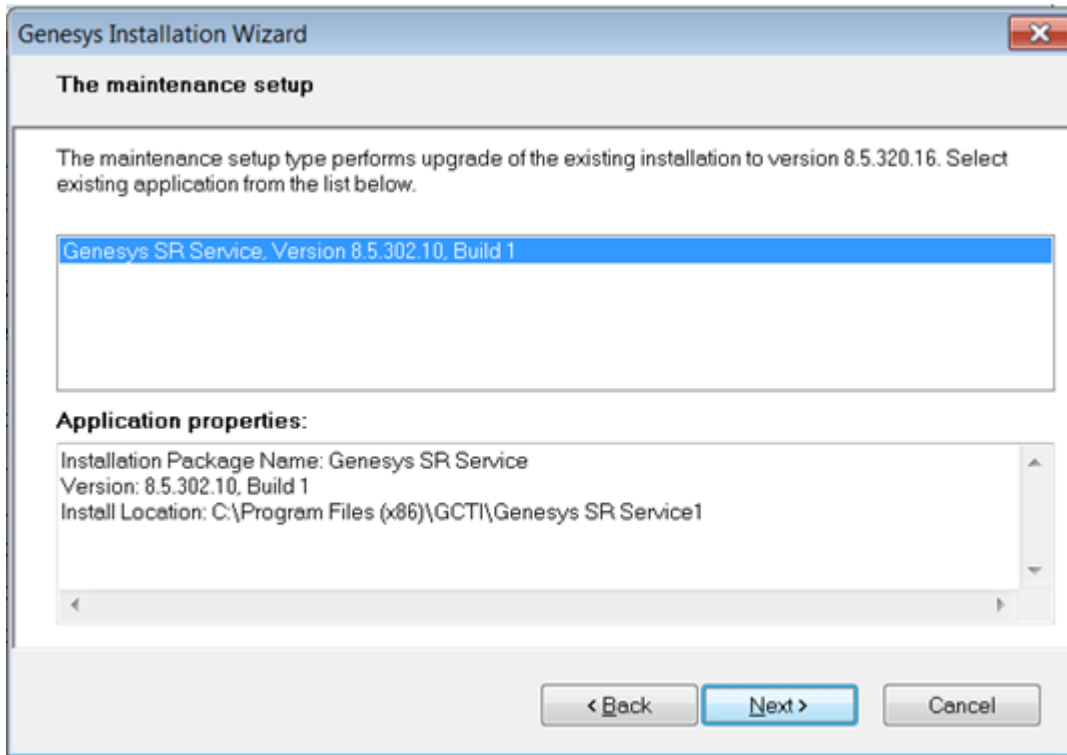 Genesys Installation Wizard
The maintenance setup
The maintenance setup type performs upgrade of the existing installation to version 8.5.320.16. Select
existing application from the list below.
Genesys SR Service, Version 8.5.302.10, Build 1
Application properties:
Installation Package Name: Genesys SR Service
Version: 8.5.302.10, Build 1
Install Location: C:\Program Files (x86)\GCTI\Genesys SR Service1
< Back
Next >
Cancel